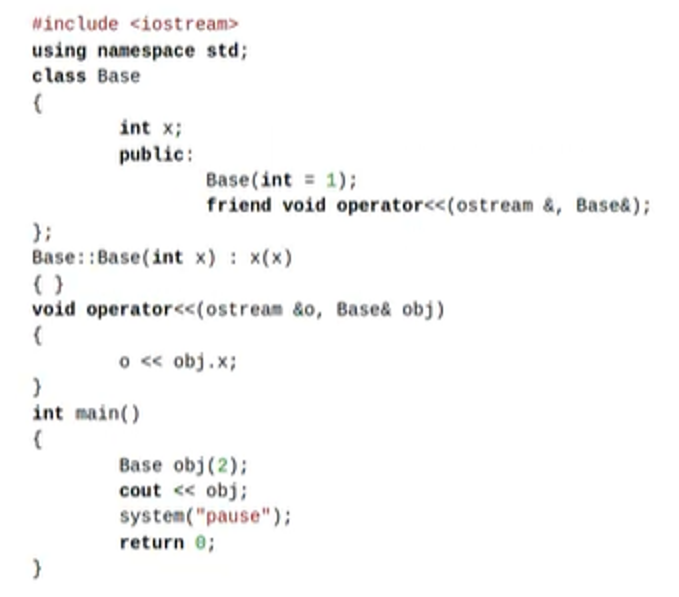 #include <iostream>
using namespace std;
class Base
{
int x;
public:
Base(int = 1);
friend void operator<<(ostream &, Base&);
};
Base::Base(int x) : x(x)
{ }
void operator<<(ostream &o, Base& obj)
{
o << obj.x;
}
int main()
{
Base obj(2);
cout << obj;
system("pause");
return 0;
}